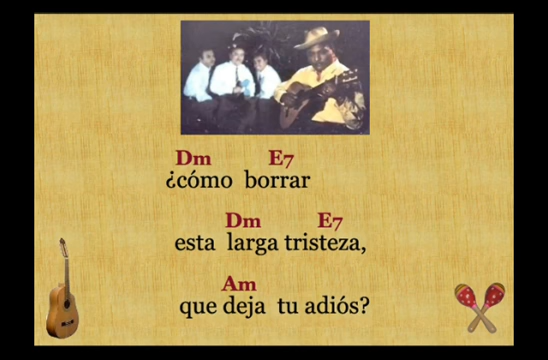 Dm E7
¿cómo borrar
Dm E7
esta larga tristeza,
Am
que deja tu adiós?